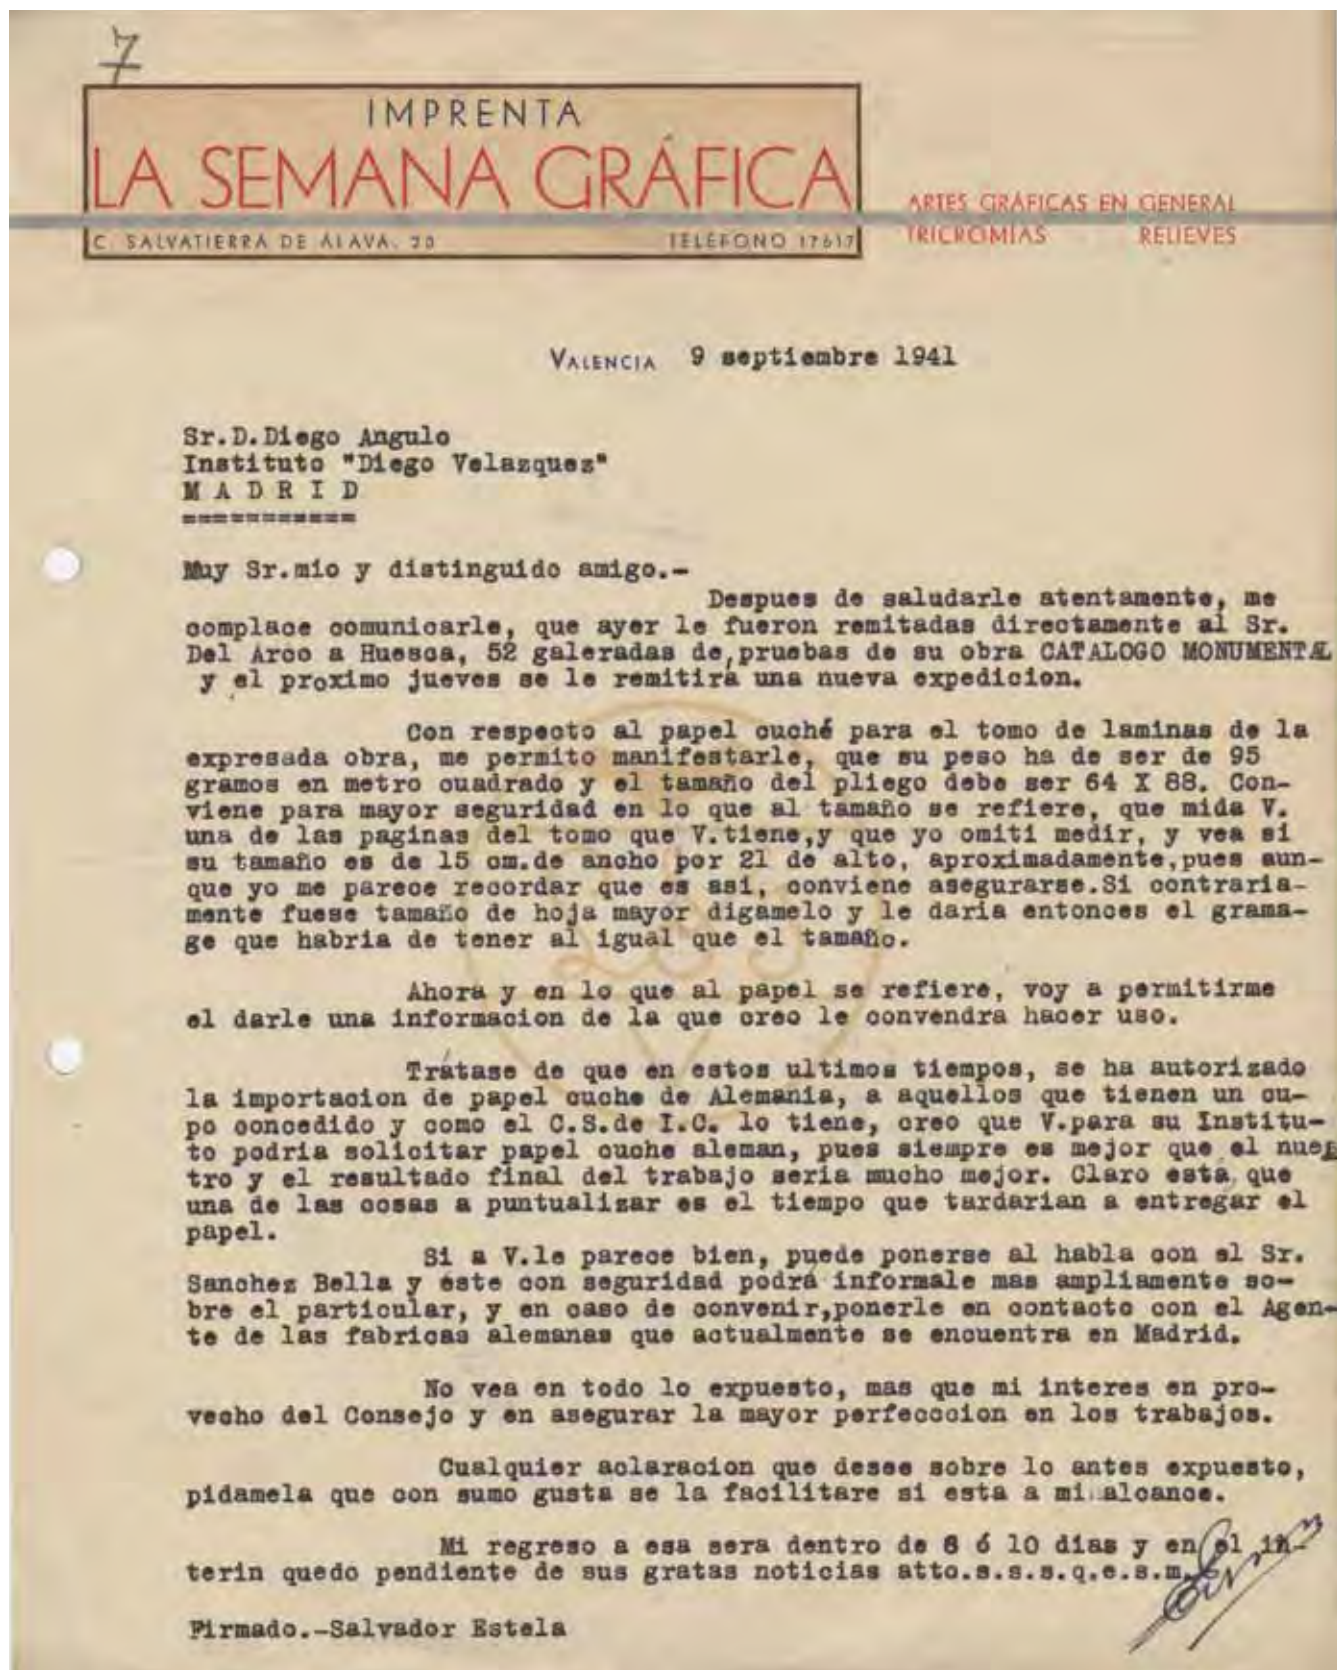 7
IMPRENTA
LA SEMANA GRÁFICA
ARTES GRÁFICAS EN GENERAL
C. SALVATIERRA DE ÁLAVA, 20 TELÉFONO 17617
TRICROMÍAS RELIEVES
VALENCIA 9 septiembre 1941
Sr.D.Diego Angulo
Instituto "Diego Velazquez"
M A D R I D
===========
Muy Sr.mio y distinguido amigo.-
Despues de saludarle atentamente, me
complace comunicarle, que ayer le fueron remitadas directamente al Sr.
Del Arco a Huesca, 52 galeradas de pruebas de su obra CATALOGO MONUMENTAL
y el proximo jueves se le remitirá una nueva expedicion.
Con respecto al papel cuché para el tomo de laminas de la
expresada obra, me permito manifestarle, que su peso ha de ser de 95
gramos en metro cuadrado y el tamaño del pliego debe ser 64 X 88. Con-
viene para mayor seguridad en lo que al tamaño se refiere, que mida V.
una de las paginas del tomo que V.tiene,y que yo omiti medir, y vea si
su tamaño es de 15 cm.de ancho por 21 de alto, aproximadamente,pues aun-
que yo me parece recordar que es asi, conviene asegurarse.Si contraria-
mente fuese tamaño de hoja mayor digamelo y le daria entonces el grama-
ge que habria de tener al igual que el tamaño.
Ahora y en lo que al papel se refiere, voy a permitirme
el darle una informacion de la que creo le convendra hacer uso.
Trátase de que en estos ultimos tiempos, se ha autorizado
la importacion de papel cuche de Alemania, a aquellos que tienen un cu-
po concedido y como el C.S.de I.C. lo tiene, creo que V.para su Institu-
to podria solicitar papel cuche aleman, pues siempre es mejor que el nues
tro y el resultado final del trabajo seria mucho mejor. Claro está que
una de las cosas a puntualizar es el tiempo que tardarian a entregar el
papel.
Si a V.le parece bien, puede ponerse al habla con el Sr.
Sanchez Bella y éste con seguridad podrá informale mas ampliamente so-
bre el particular, y en caso de convenir,ponerle en contacto con el Agen-
te de las fabricas alemanas que actualmente se encuentra en Madrid.
No vea en todo lo expuesto, mas que mi interes en pro-
vecho del Consejo y en asegurar la mayor perfeccion en los trabajos.
Cualquier aclaracion que desee sobre lo antes expuesto,
pidamela que con sumo gusta se la facilitare si esta a mi alcance.
Mi regreso a esa sera dentro de 8 ó 10 dias y en el in-
terin quedo pendiente de sus gratas noticias atto.s.s.s.q.e.s.m.
Firmado.-Salvador Estela